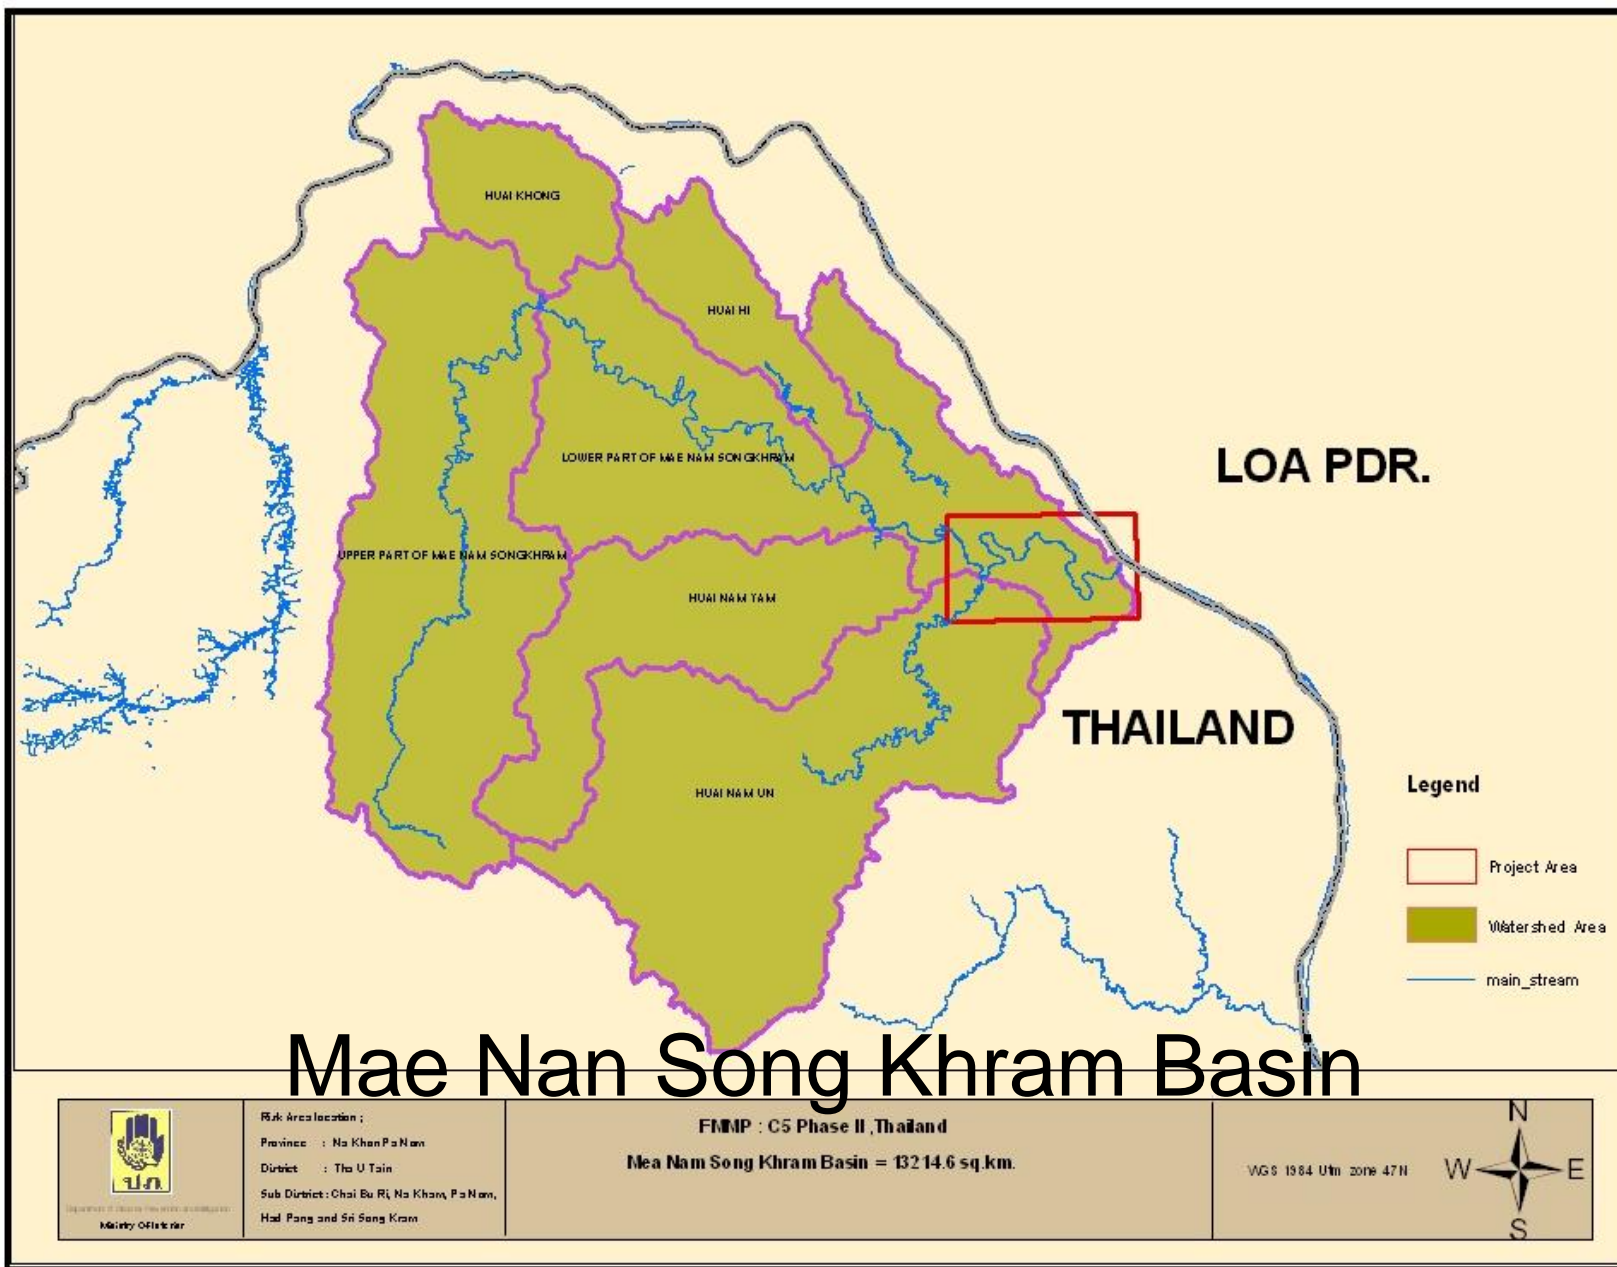 HUAI KHONG
HUAI HI
LOWER PART OF MAE NAM SONGKHRAM
LOA PDR.
UPPER PART OF MAE NAM SONGKHRAM
HUAI NAM YAM
THAILAND
HUAI NAM UN
Legend
Project Area
Watershed Area
main_stream
Mae Nan Song Khram Basin
ปภ.
Ministry Of Interior
Risk Area location ;
Province : Na Khon Pa Nom
District : Tha U Tain
Sub District : Chai Bu Ri, Na Kham, Pa Nam,
Had Pang and Sri Song Kram
FMMP : C5 Phase II ,Thailand
Mea Nam Song Khram Basin = 13214.6 sq.km.
WGS 1984 Utm zone 47N
N
W E
S